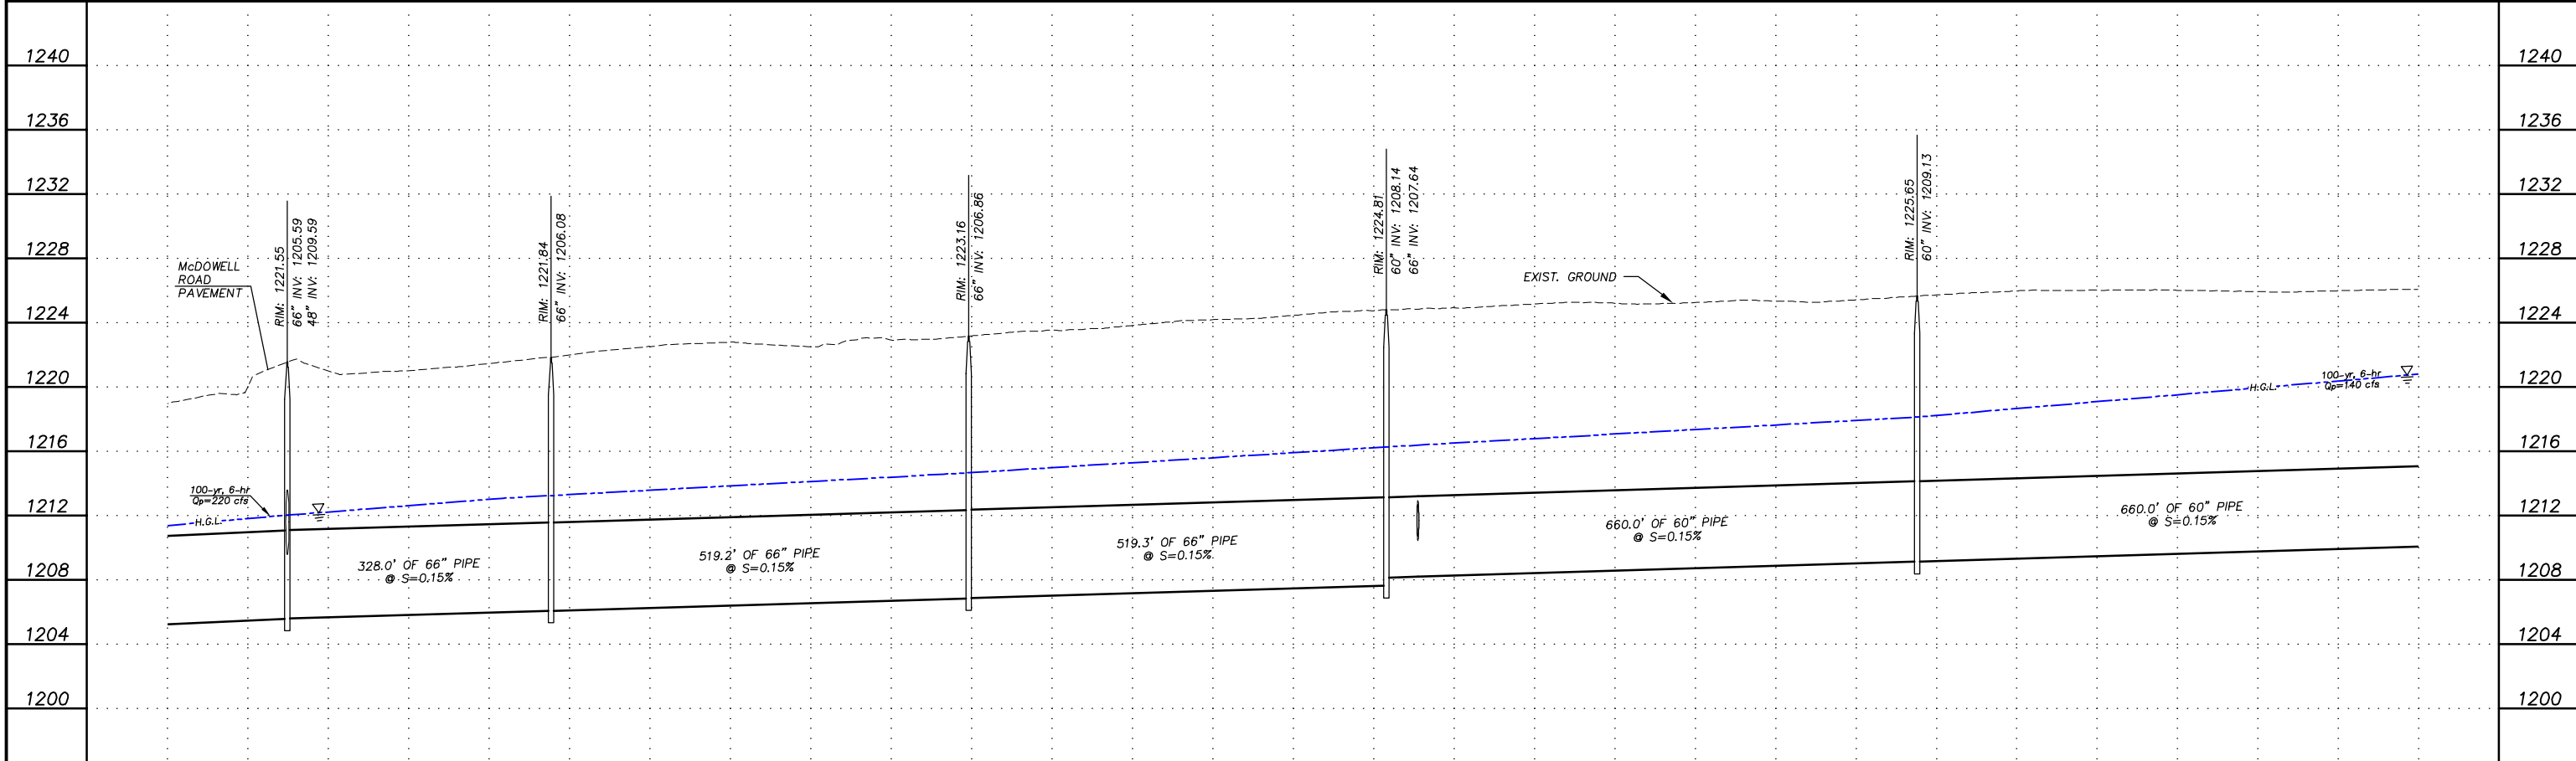 1240
1236
1232
1228
1224
1220
1216
1212
1208
1204
1200
McDOWELL
ROAD
PAVEMENT
RIM: 1221.55
66" INV: 1205.59
48" INV: 1209.59
RIM: 1221.84
66" INV: 1206.08
RIM: 1223.16
66" INV: 1206.86
RIM: 1224.81
60" INV: 1208.14
66" INV: 1207.64
EXIST. GROUND
RIM: 1225.65
60" INV: 1209.13
H.G.L.
100-yr, 6-hr
Qp=140 cfs
100-yr, 6-hr
Qp=220 cfs
H.G.L.
328.0' OF 66" PIPE
@ S=0.15%
519.2' OF 66" PIPE
@ S=0.15%
519.3' OF 66" PIPE
@ S=0.15%
660.0' OF 60" PIPE
@ S=0.15%
660.0' OF 60" PIPE
@ S=0.15%
1240
1236
1232
1228
1224
1220
1216
1212
1208
1204
1200